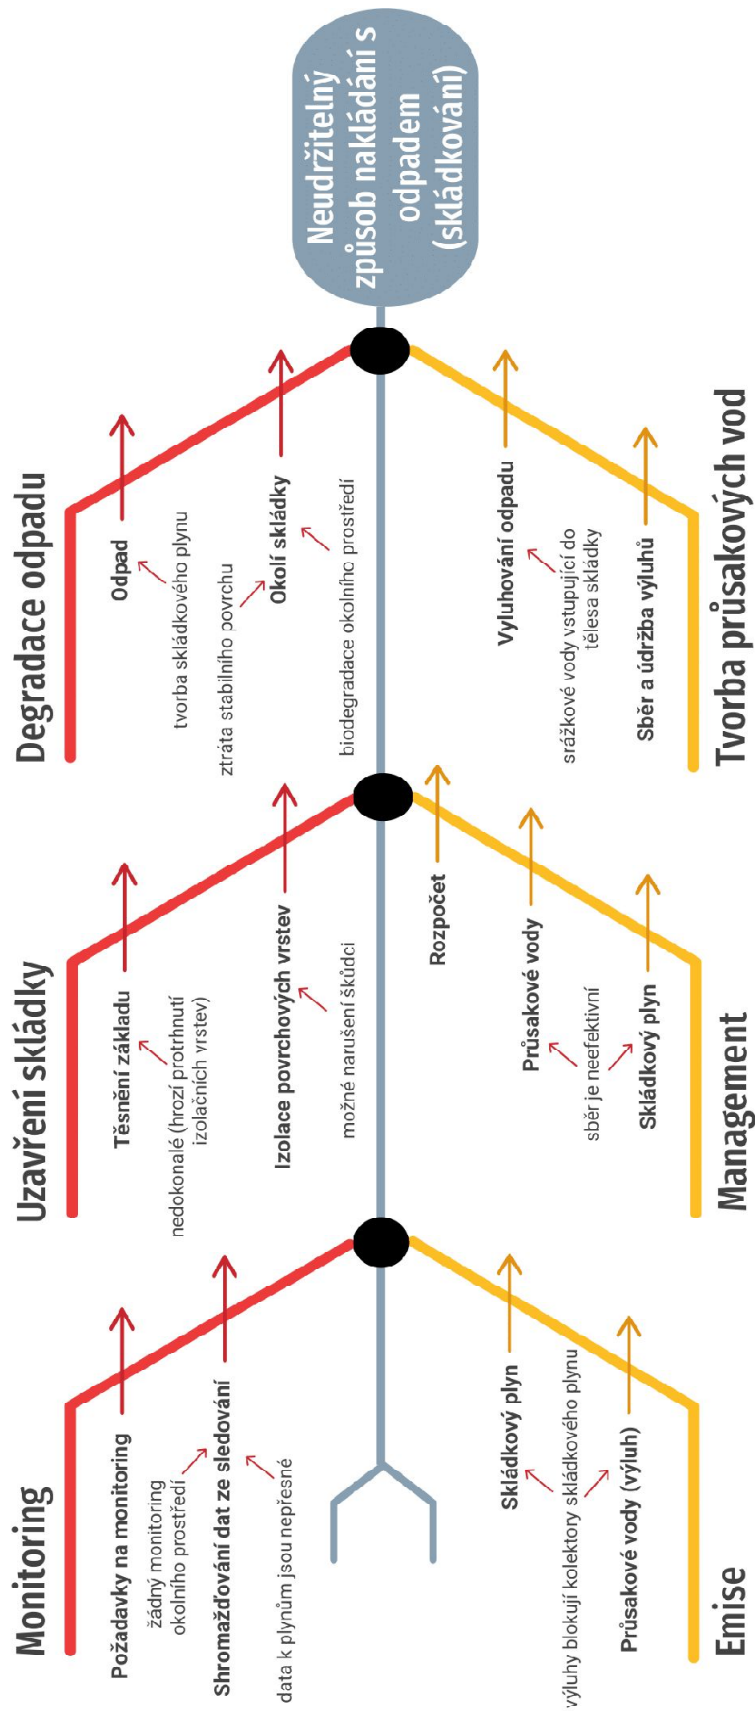 Monitoring
Požadavky na monitoring
žádný monitoring
okolního prostředí
Shromažďování dat ze sledování
data k plynům jsou nepřesné
Uzavření skládky
Těsnění základu
nedokonalé (hrozí protrhnutí
izolačních vrstev)
Izolace povrchových vrstev
možné narušení škůdci
Degradace odpadu
Odpad
tvorba skládkového plynu
ztráta stabilního povrchu
Okolí skládky
biodegradace okolního prostředí
Neudržitelný
způsob nakládání s
odpadem
(skládkování)
Skládkový plyn
výluhy blokují kolektory skládkového plynu
Průsakové vody (výluh)
Emise
Rozpočet
Průsakové vody
sběr je neefektivní
Skládkový plyn
Management
Vyluhování odpadu
srážkové vody vstupující do
tělesa skládky
Sběr a údržba výluhů
Tvorba průsakových vod